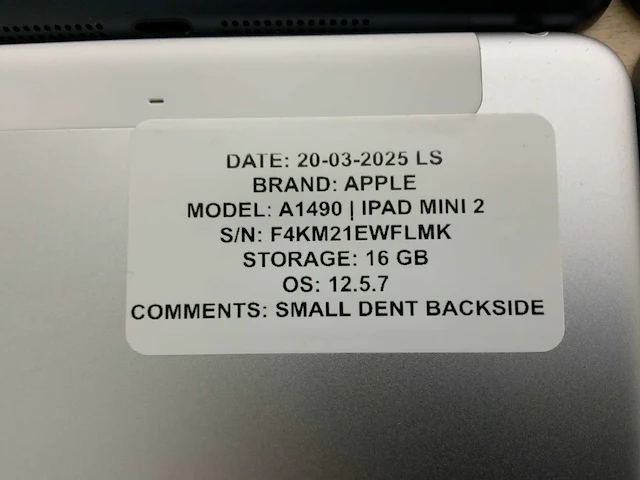 DATE: 20-03-2025 LS
BRAND: APPLE
MODEL: A1490 | IPAD MINI 2
S/N: F4KM21EWFLMK
STORAGE: 16 GB
OS: 12.5.7
COMMENTS: SMALL DENT BACKSIDE